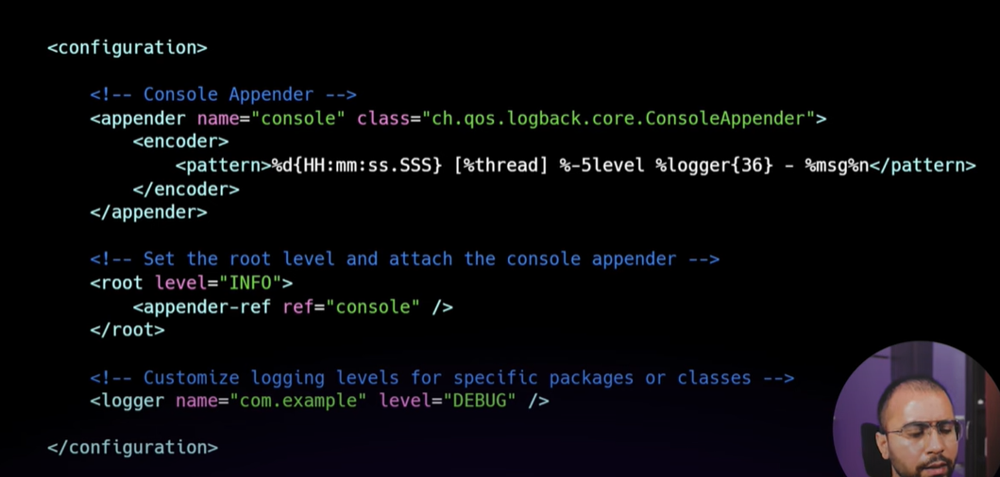 <configuration>
<!-- Console Appender -->
<appender name="console" class="ch.qos.logback.core.ConsoleAppender">
<encoder>
<pattern>%d{HH:mm:ss.SSS} [%thread] %-5level %logger{36} - %msg%n</pattern>
</encoder>
</appender>
<!-- Set the root level and attach the console appender -->
<root level="INFO">
<appender-ref ref="console" />
</root>
<!-- Customize logging levels for specific packages or classes -->
<logger name="com.example" level="DEBUG" />
</configuration>